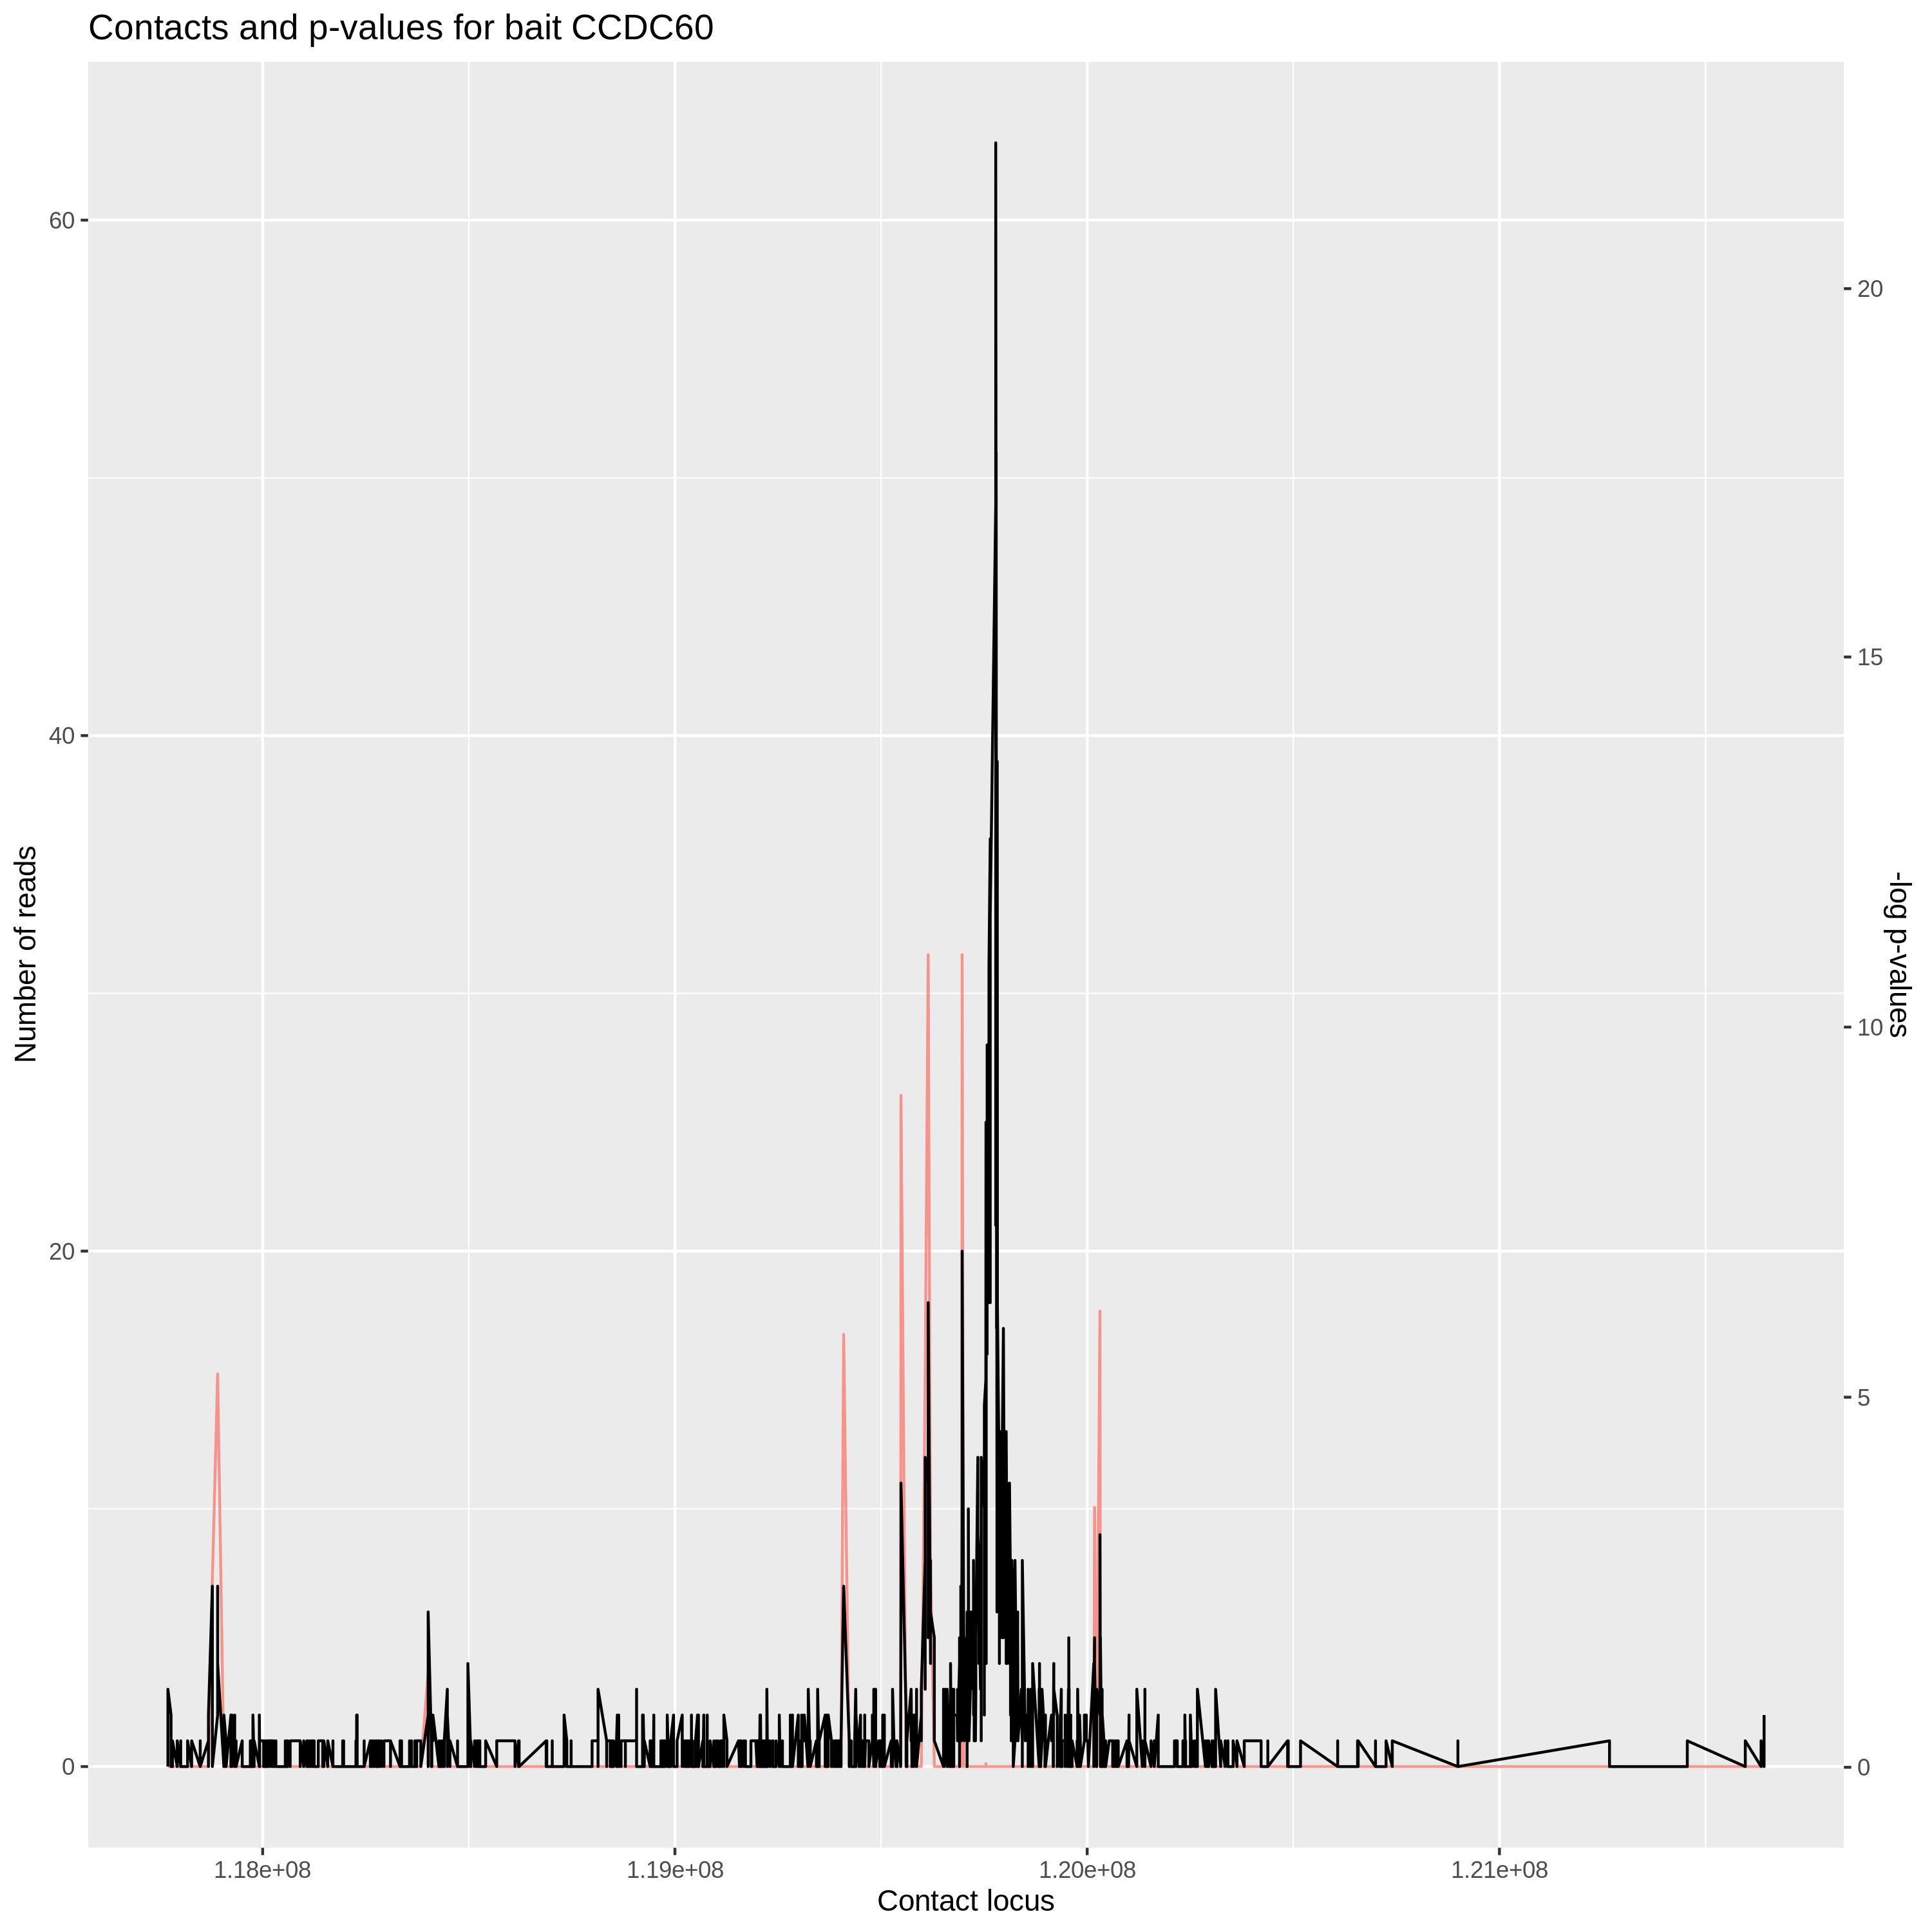 Contacts and p-values for bait CCDC60
60
40
20
0
20
15
10
5
0
Number of reads
-log p-values
1.18e+08
1.19e+08
1.20e+08
1.21e+08
Contact locus